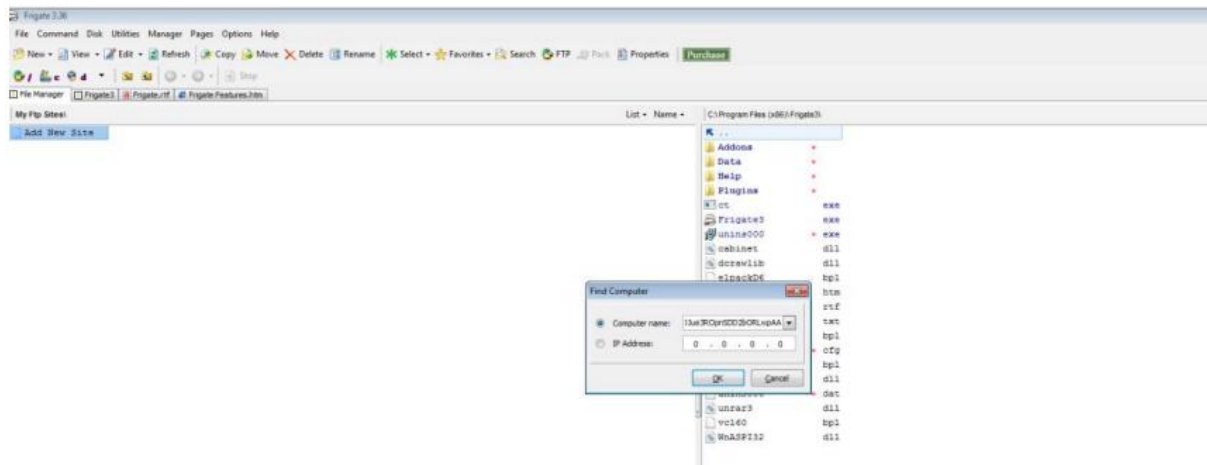 Frigate 3.36
File Command Disk Utilities Manager Pages Options Help
New View Edit Refresh Copy Move Delete Rename Select Favorites Search FTP Pack Properties Purchase
/ c d Stop
File Manager Frigate3 Frigate.rtf Frigate Features.htm
My Ftp Sites\ List Name C:\Program Files (x86)\Frigate3\
Add New Site ..
Addons
Data
Help
Plugins
ct exe
Frigate3 exe
unins000 exe
cabinet dll
dcrawlib dll
elpackD6 bpl
Find Computer htm
rtf
Computer name: txt
bpl
IP Address: 0 . 0 . 0 . 0 cfg
bpl
OK Cancel dll
dat
unrar3 dll
vcl60 bpl
WnASPI32 dll